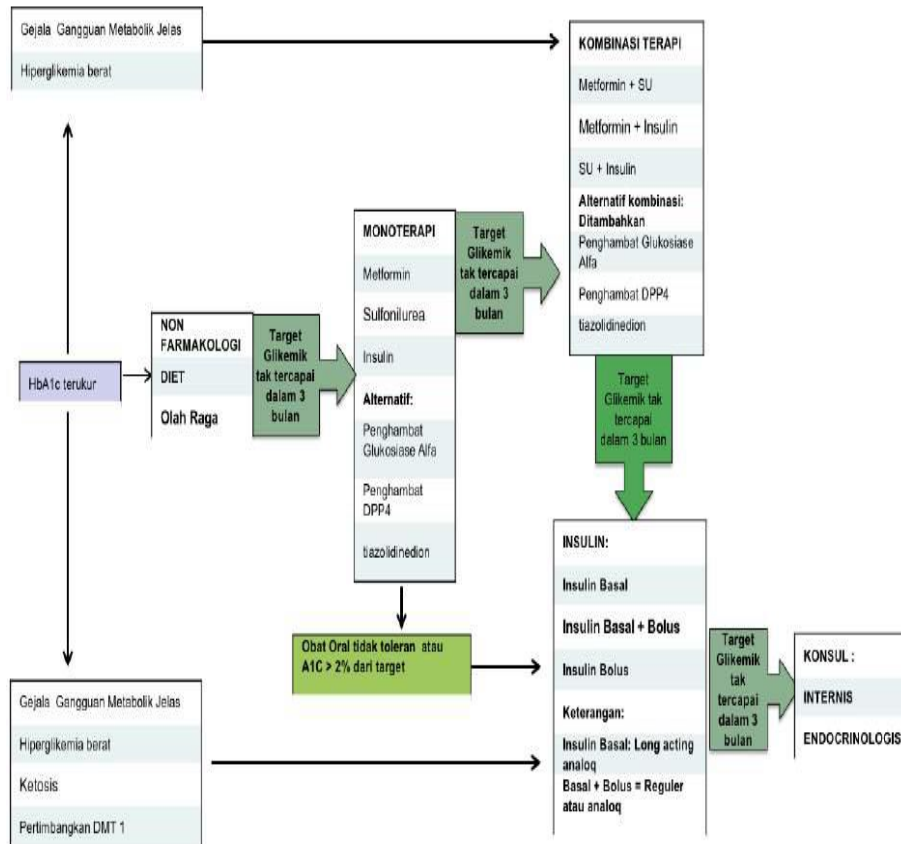 Gejala Gangguan Metabolik Jelas
Hiperglikemia berat
KOMBINASI TERAPI
Metformin + SU
Metformin + Insulin
SU + Insulin
Alternatif kombinasi:
Ditambahkan
Penghambat Glukosiase
Alfa
Penghambat DPP4
tiazolidinedion
MONOTERAPI
Metformin
Sulfonilurea
Insulin
Alternatif:
Penghambat
Glukosiase Alfa
Penghambat
DPP4
tiazolidinedion
Target
Glikemik
tak tercapai
dalam 3
bulan
HbA1c terukur
NON
FARMAKOLOGI
DIET
Olah Raga
Target
Glikemik
tak tercapai
dalam 3
bulan
Target
Glikemik tak
tercapai
dalam 3 bulan
Obat Oral tidak toleran atau
A1C > 2% dari target
INSULIN:
Insulin Basal
Insulin Basal + Bolus
Insulin Bolus
Keterangan:
Insulin Basal: Long acting
analoq
Basal + Bolus = Reguler
atau analoq
Target
Glikemik
tak
tercapai
dalam 3
bulan
KONSUL :
INTERNIS
ENDOCRINOLOGIS
Gejala Gangguan Metabolik Jelas
Hiperglikemia berat
Ketosis
Pertimbangkan DMT 1